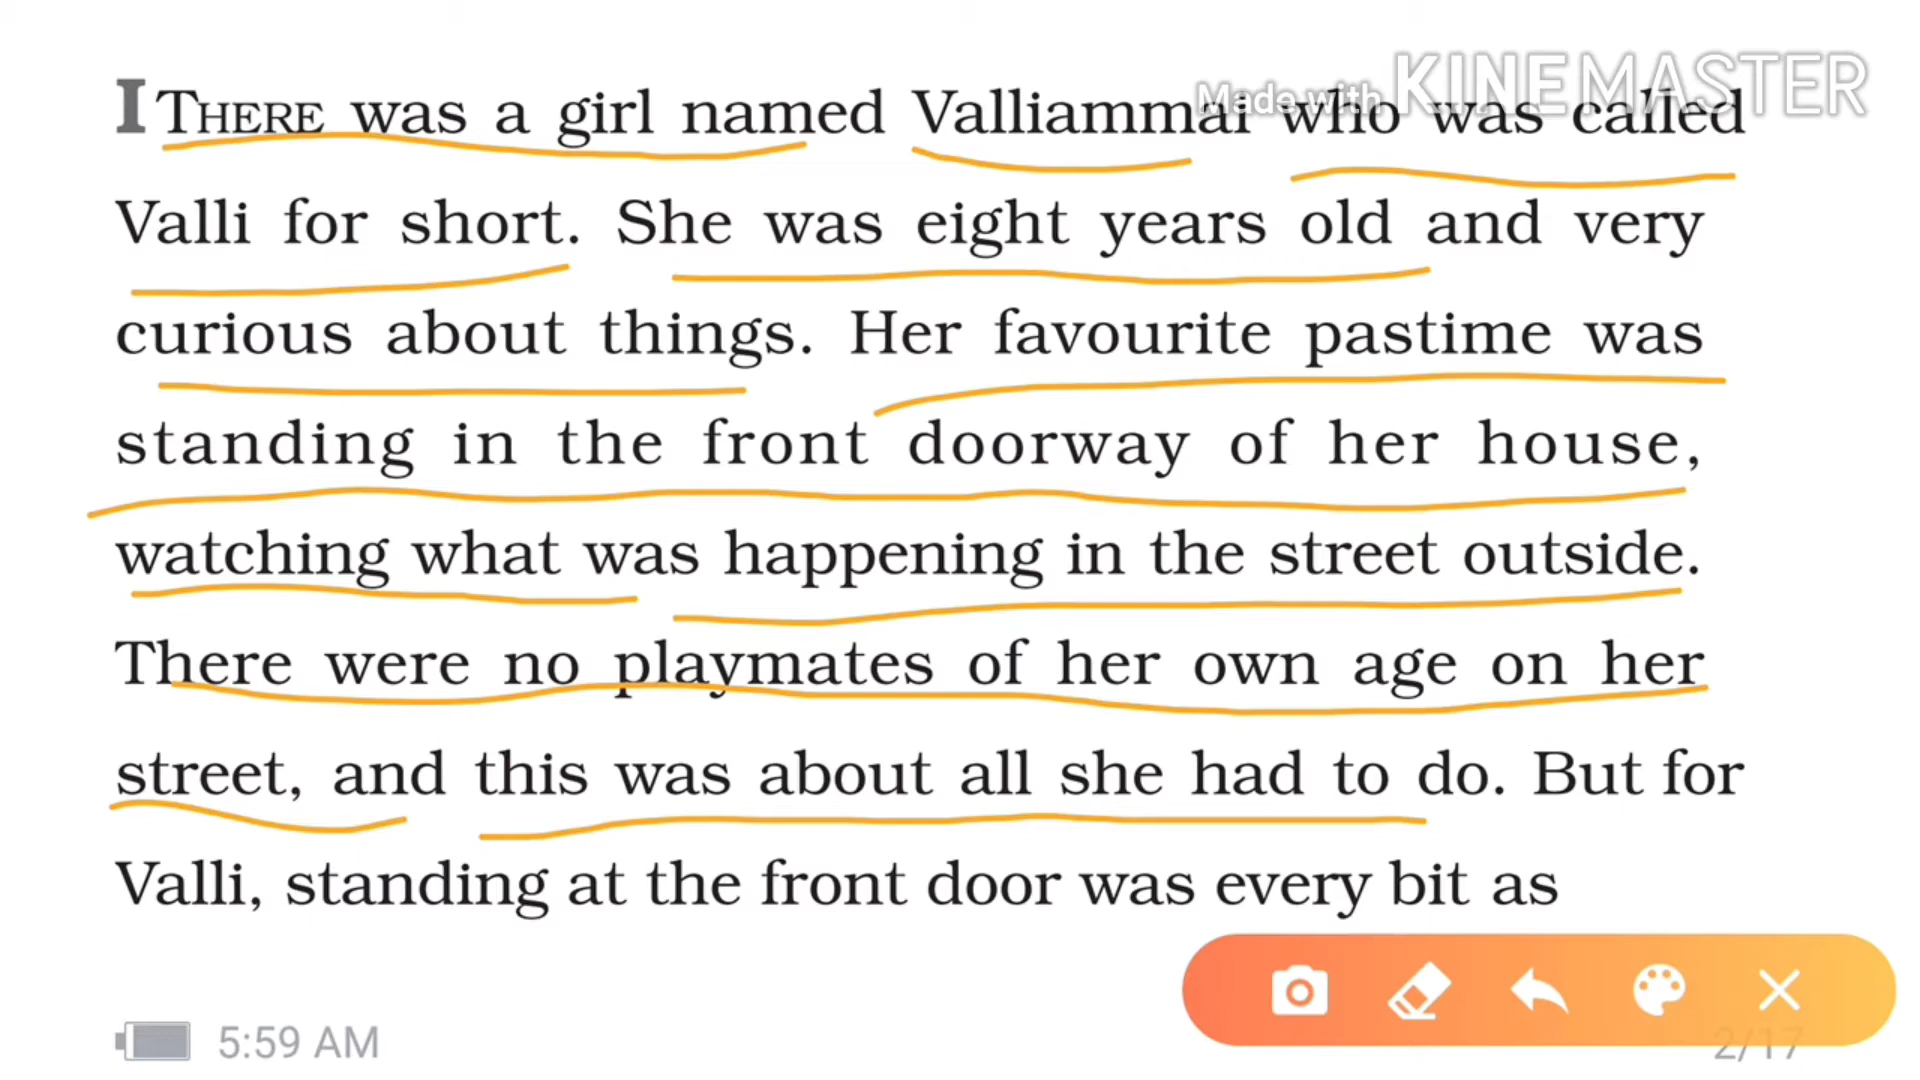 Made with KINEMASTER
I THERE was a girl named Valliammai who was called
Valli for short. She was eight years old and very
curious about things. Her favourite pastime was
standing in the front doorway of her house,
watching what was happening in the street outside.
There were no playmates of her own age on her
street, and this was about all she had to do. But for
Valli, standing at the front door was every bit as
5:59 AM
2/17